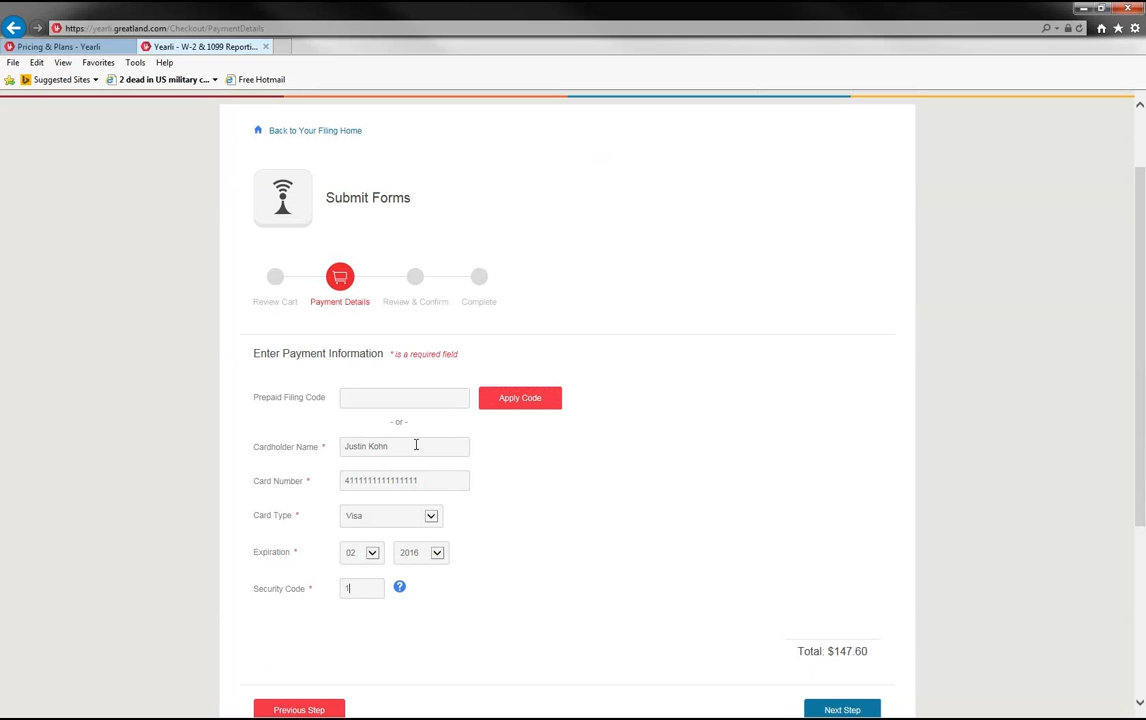 https://yearli.greatland.com/Checkout/PaymentDetails
Pricing & Plans - Yearli
Yearli - W-2 & 1099 Reporti...
File Edit View Favorites Tools Help
Suggested Sites
2 dead in US military c...
Free Hotmail
Back to Your Filing Home
Submit Forms
Review Cart
Payment Details
Review & Confirm
Complete
Enter Payment Information * is a required field
Prepaid Filing Code
Apply Code
- or -
Cardholder Name * Justin Kohn
Card Number * 4111111111111111
Card Type * Visa
Expiration * 02 2016
Security Code * 1
?
Total: $147.60
Previous Step
Next Step